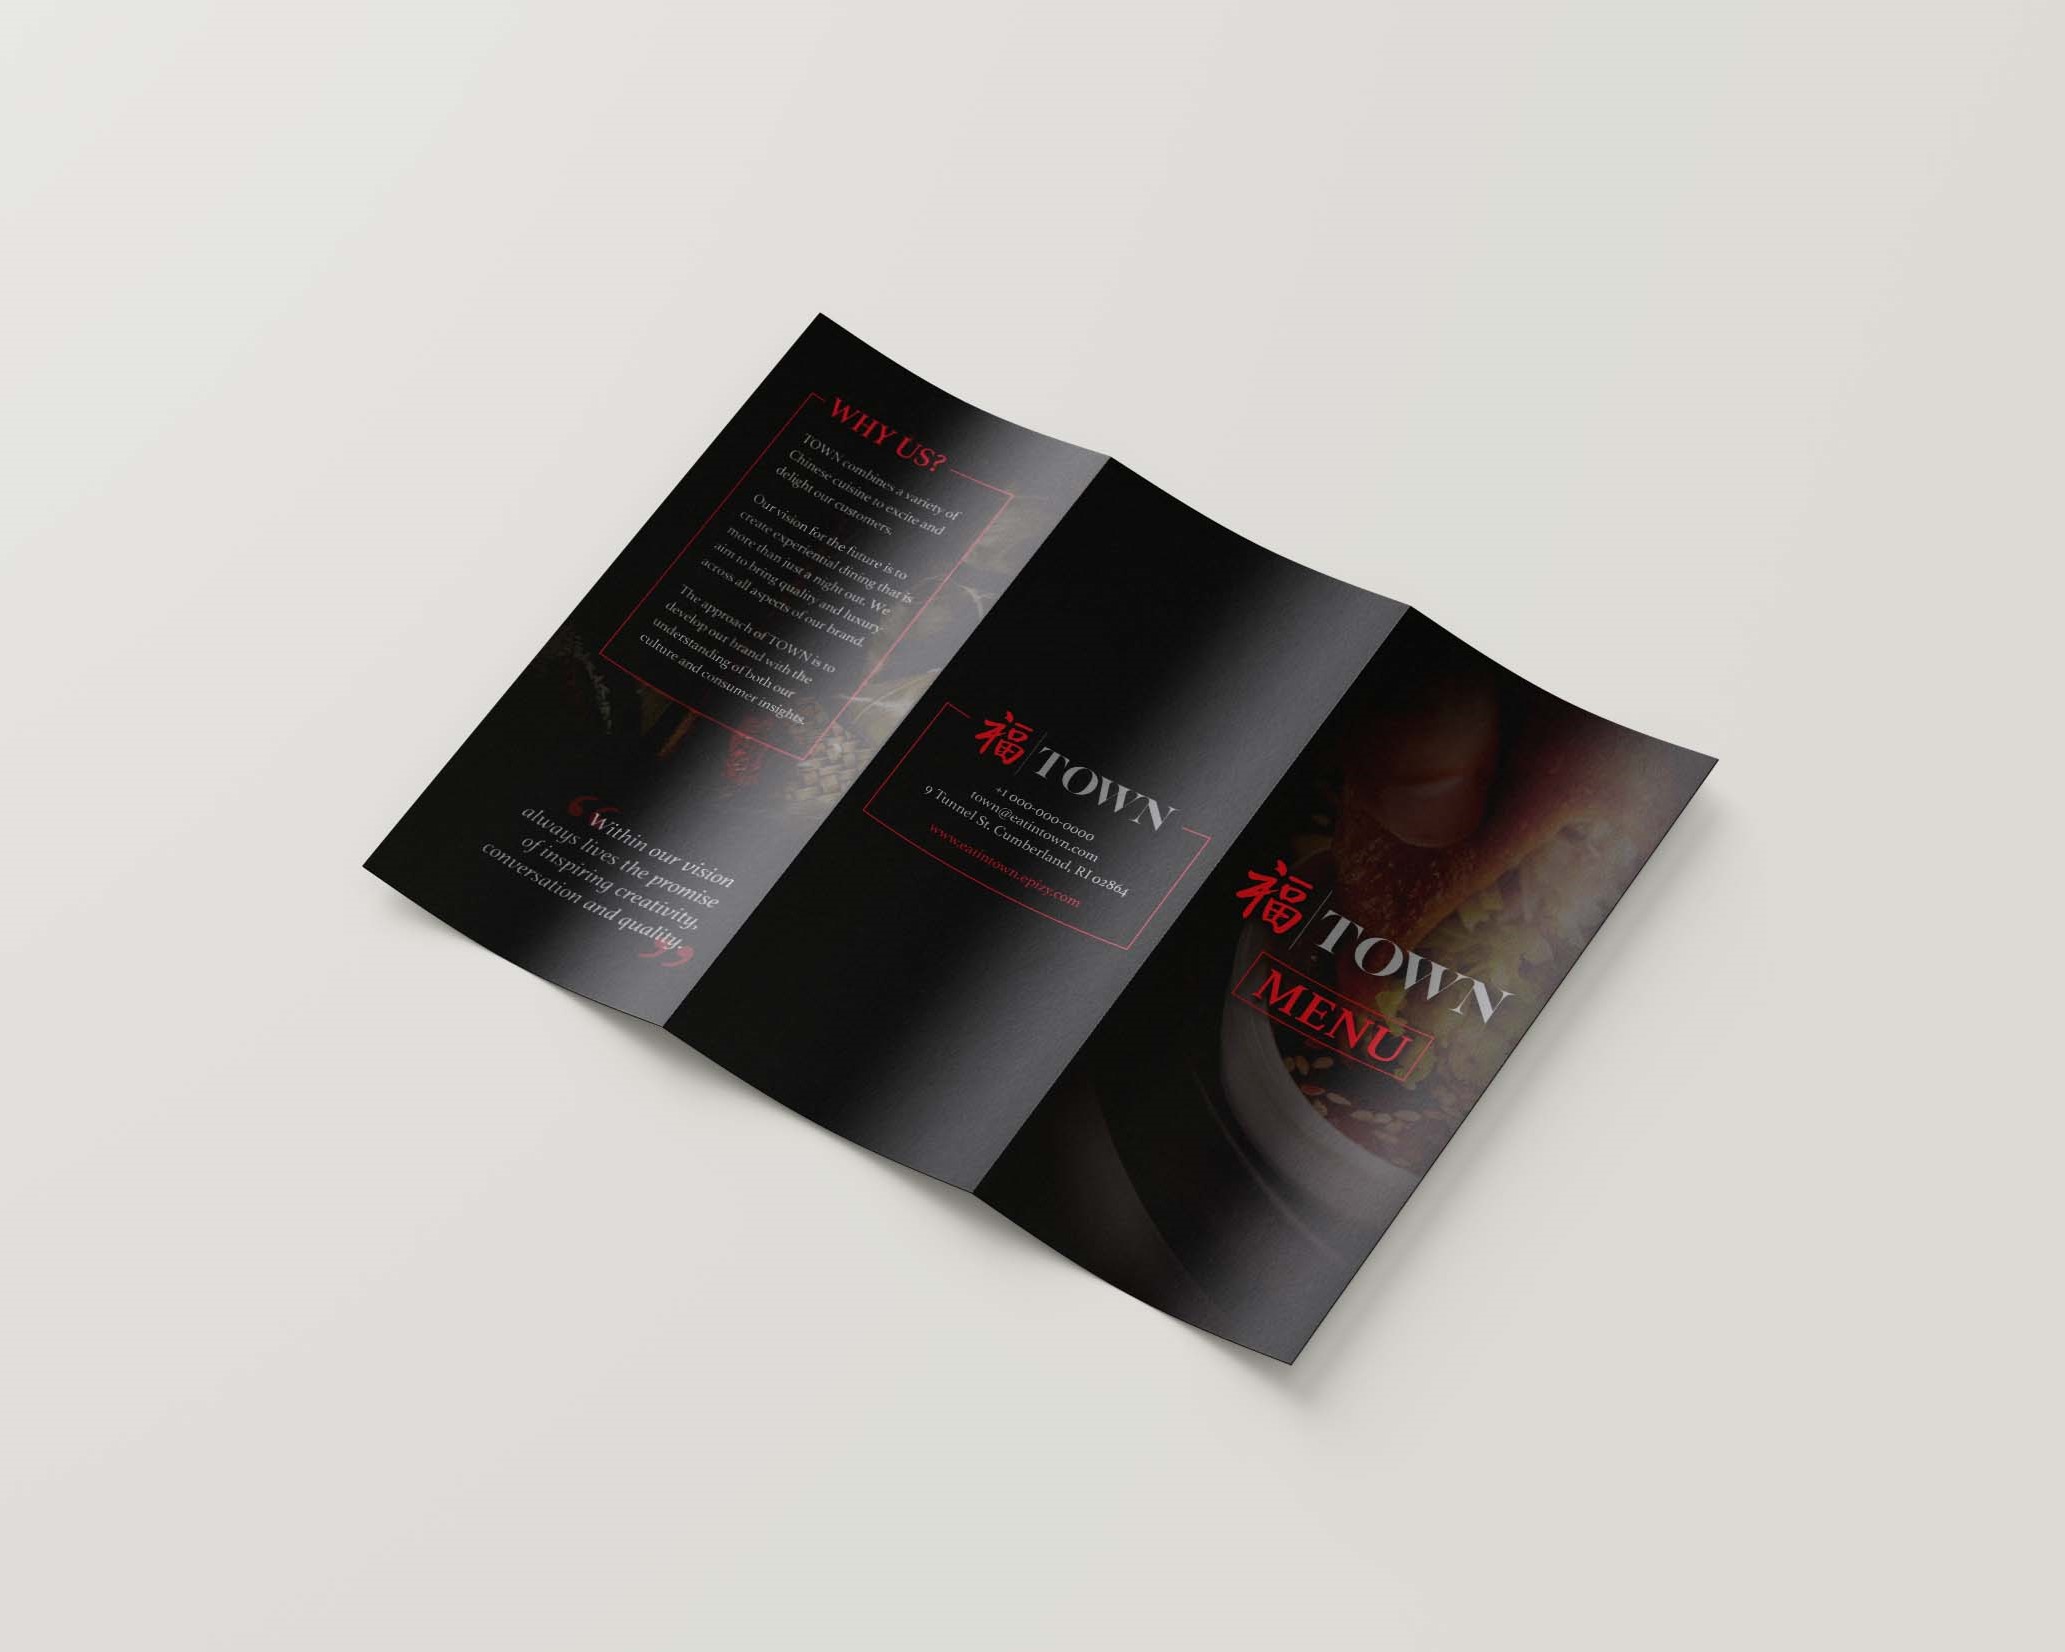 WHY US?
TOWN combines a variety of
Chinese cuisine to excite and
delight our customers.
Our vision for the future is to
create experiential dining that is
more than just a night out. We
aim to bring quality and luxury
across all aspects of our brand.
The approach of TOWN is to
develop our brand with the
understanding of both our
culture and consumer insights.
“Within our vision
always lives the promise
of inspiring creativity,
conversation and quality.”
福 TOWN
+1 000-000-0000
town@eatintown.com
9 Tunnel St. Cumberland, RI 02864
www.eatintown.epizy.com
福 TOWN
MENU